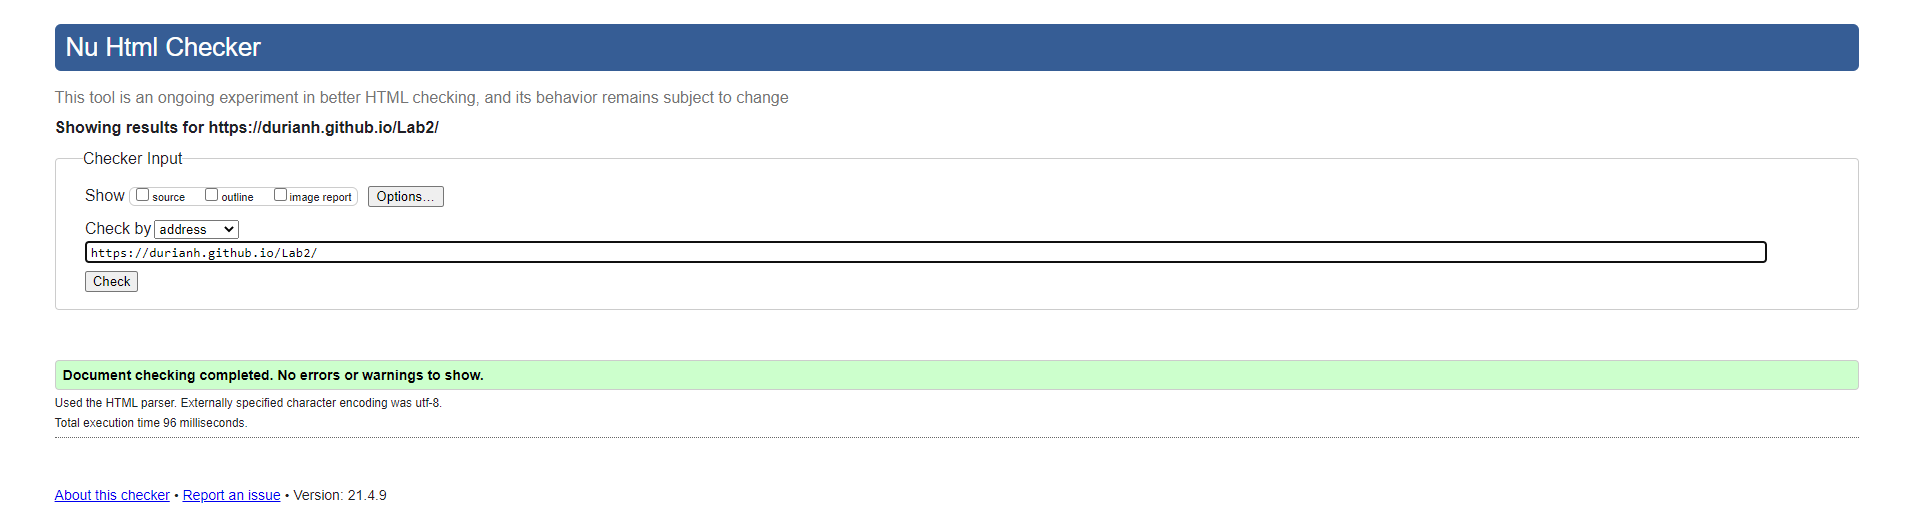 Nu Html Checker
This tool is an ongoing experiment in better HTML checking, and its behavior remains subject to change
Showing results for https://durianh.github.io/Lab2/
Checker Input
Show source outline image report Options...
Check by address
https://durianh.github.io/Lab2/
Check
Document checking completed. No errors or warnings to show.
Used the HTML parser. Externally specified character encoding was utf-8.
Total execution time 96 milliseconds.
About this checker • Report an issue • Version: 21.4.9